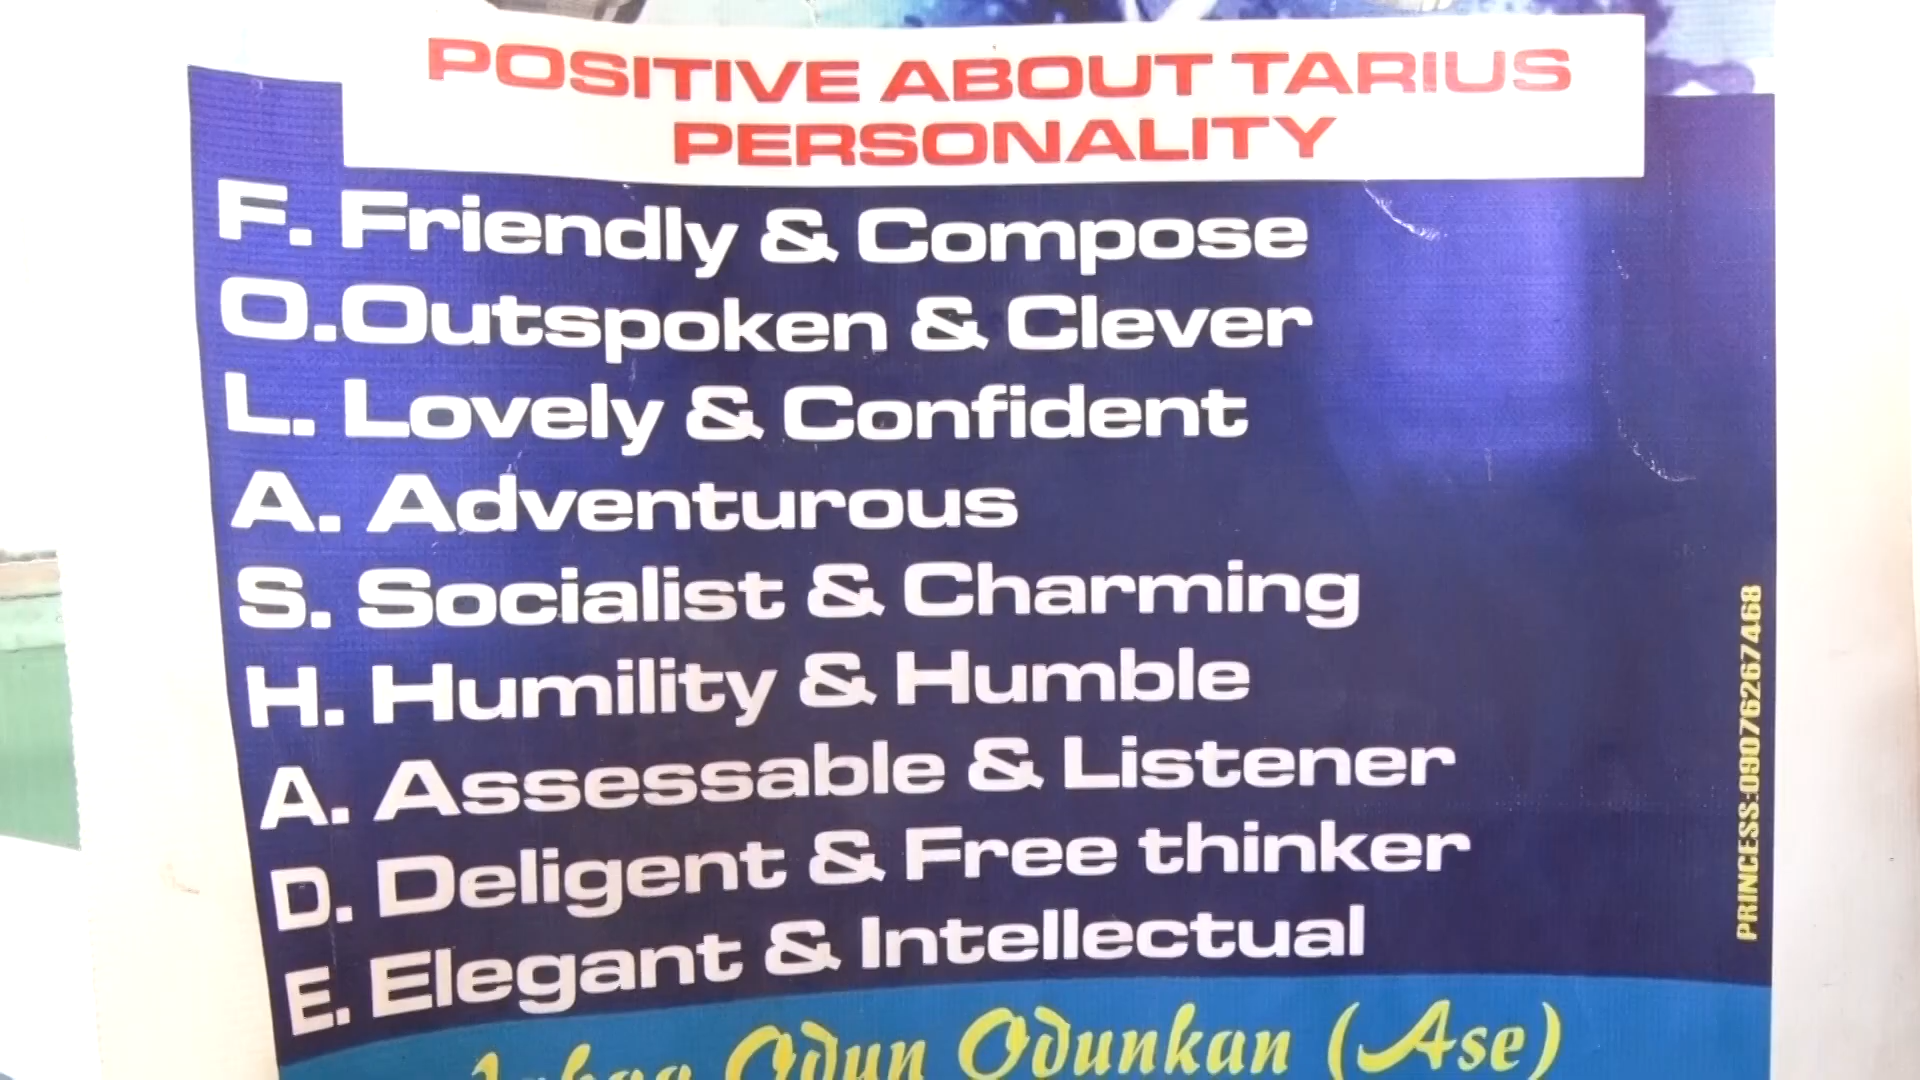 POSITIVE ABOUT TARIUS
PERSONALITY
F. Friendly & Compose
O.Outspoken & Clever
L. Lovely & Confident
A. Adventurous
S. Socialist & Charming
H. Humility & Humble
A. Assessable & Listener
D. Deligent & Free thinker
E. Elegant & Intellectual
Odun Odunkan (Ase)
PRINCESS:09076267468